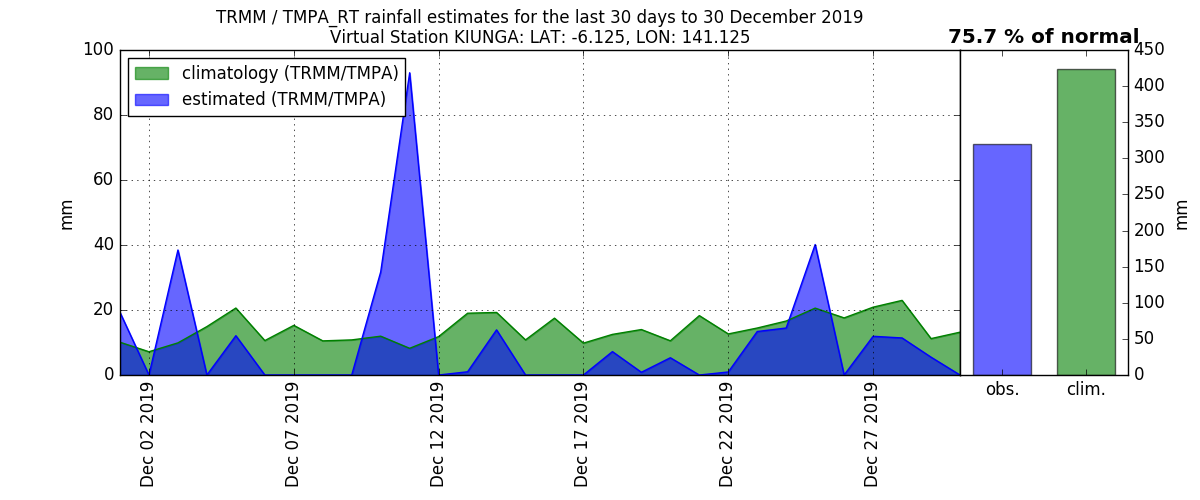 TRMM / TMPA_RT rainfall estimates for the last 30 days to 30 December 2019
Virtual Station KIUNGA: LAT: -6.125, LON: 141.125
75.7 % of normal
climatology (TRMM/TMPA)
estimated (TRMM/TMPA)
mm
100
80
60
40
20
0
Dec 02 2019
Dec 07 2019
Dec 12 2019
Dec 17 2019
Dec 22 2019
Dec 27 2019
450
400
350
300
250
200
150
100
50
0
mm
obs.
clim.